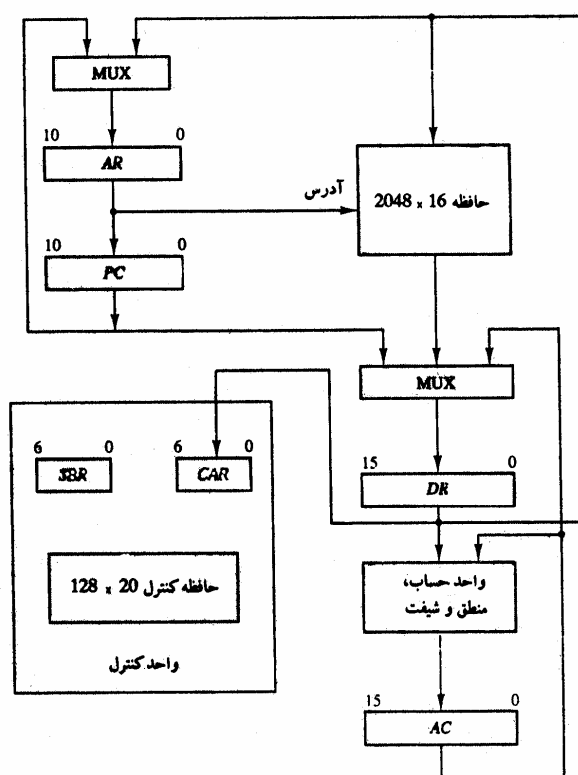 MUX
10 0
AR
آدرس
حافظه 16 × 2048
10 0
PC
MUX
6 0
SBR
6 0
CAR
15 0
DR
حافظه کنترل 20 × 128
واحد حساب،
منطق و شیفت
واحد کنترل
15 0
AC